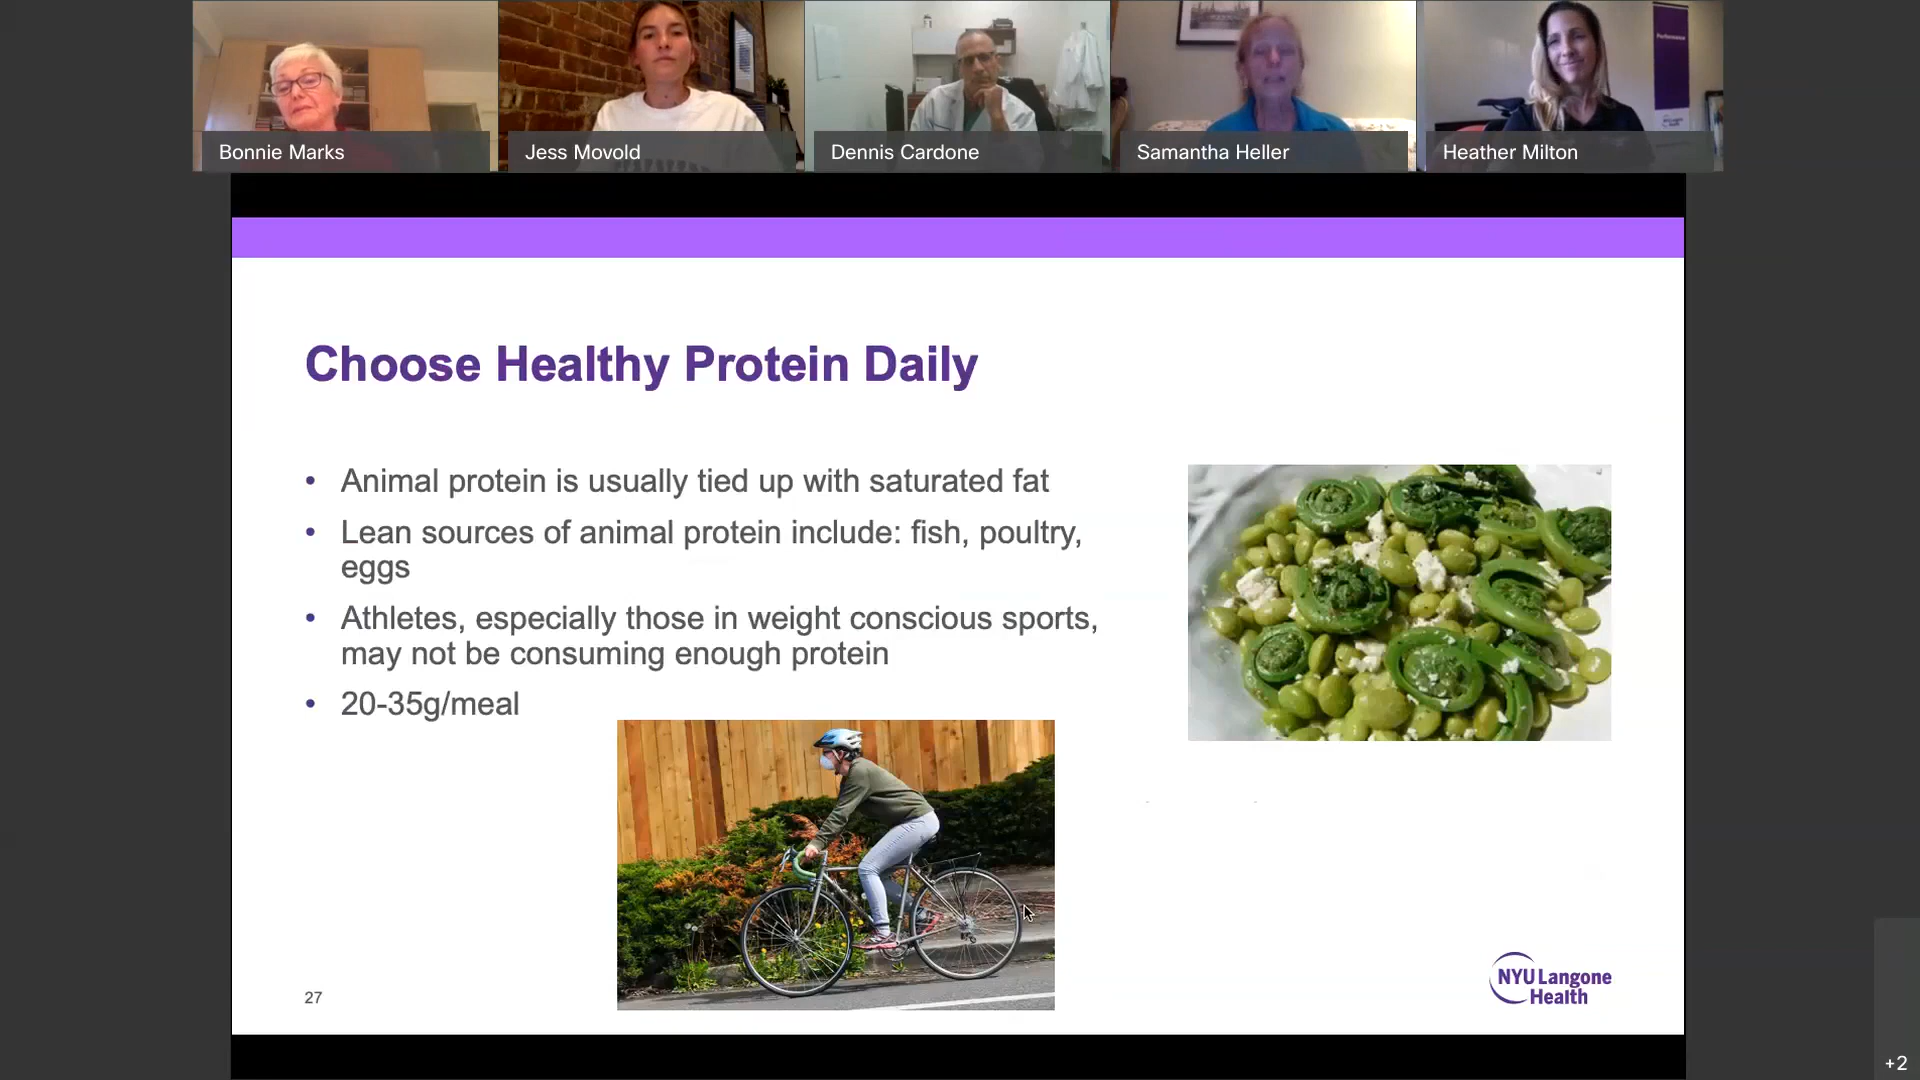 Bonnie Marks
Jess Movold
Dennis Cardone
Samantha Heller
Heather Milton
Performance
Choose Healthy Protein Daily
• Animal protein is usually tied up with saturated fat
• Lean sources of animal protein include: fish, poultry,
eggs
• Athletes, especially those in weight conscious sports,
may not be consuming enough protein
• 20-35g/meal
27
NYU Langone
Health
+2